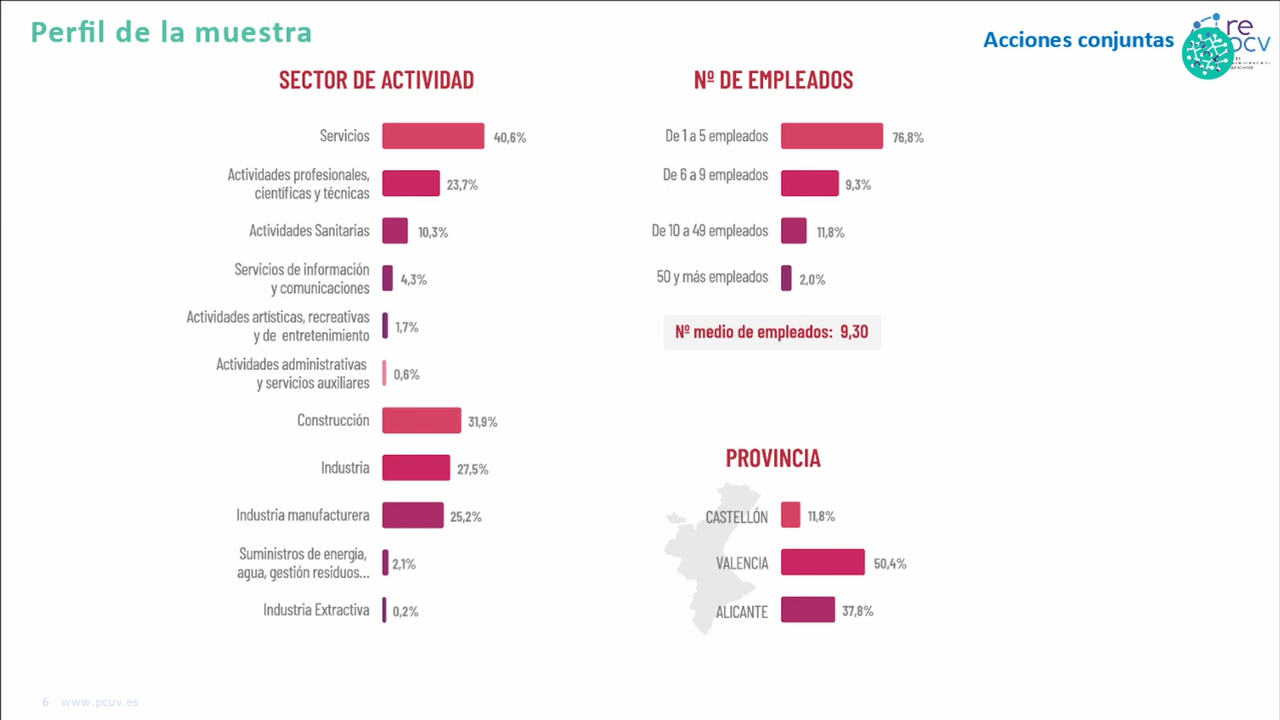 Perfil de la muestra
Acciones conjuntas
re
pcv
SECTOR DE ACTIVIDAD
Servicios 40,6%
Actividades profesionales,
científicas y técnicas 23,7%
Actividades Sanitarias 10,3%
Servicios de información
y comunicaciones 4,3%
Actividades artísticas, recreativas
y de entretenimiento 1,7%
Actividades administrativas
y servicios auxiliares 0,6%
Construcción 31,9%
Industria 27,5%
Industria manufacturera 25,2%
Suministros de energía,
agua, gestión residuos... 2,1%
Industria Extractiva 0,2%
Nº DE EMPLEADOS
De 1 a 5 empleados 76,8%
De 6 a 9 empleados 9,3%
De 10 a 49 empleados 11,8%
50 y más empleados 2,0%
Nº medio de empleados: 9,30
PROVINCIA
CASTELLÓN 11,8%
VALENCIA 50,4%
ALICANTE 37,8%
6 www.pcuv.es